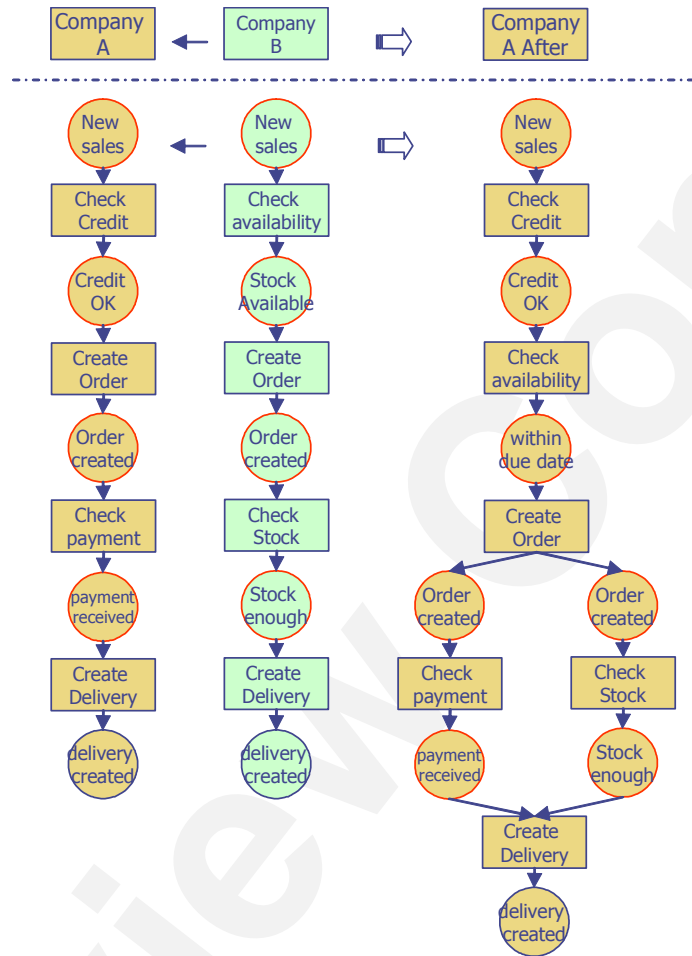 Company
A
Company
B
Company
A After
New
sales
Check
Credit
Credit
OK
Create
Order
Order
created
Check
payment
payment
received
Create
Delivery
delivery
created
New
sales
Check
availability
Stock
Available
Create
Order
Order
created
Check
Stock
Stock
enough
Create
Delivery
delivery
created
New
sales
Check
Credit
Credit
OK
Check
availability
within
due date
Create
Order
Order
created
Check
payment
payment
received
Order
created
Check
Stock
Stock
enough
Create
Delivery
delivery
created